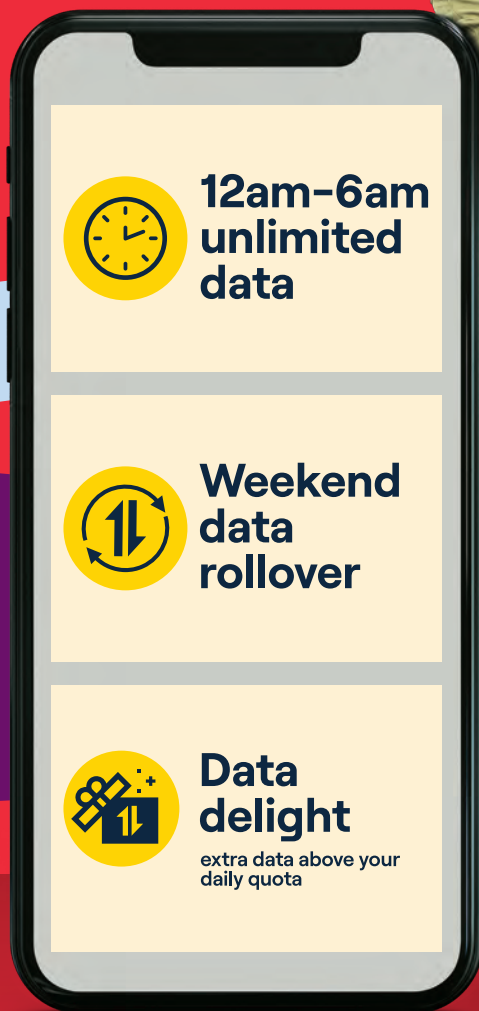 12am-6am
unlimited
data
Weekend
data
rollover
Data
delight
extra data above your
daily quota